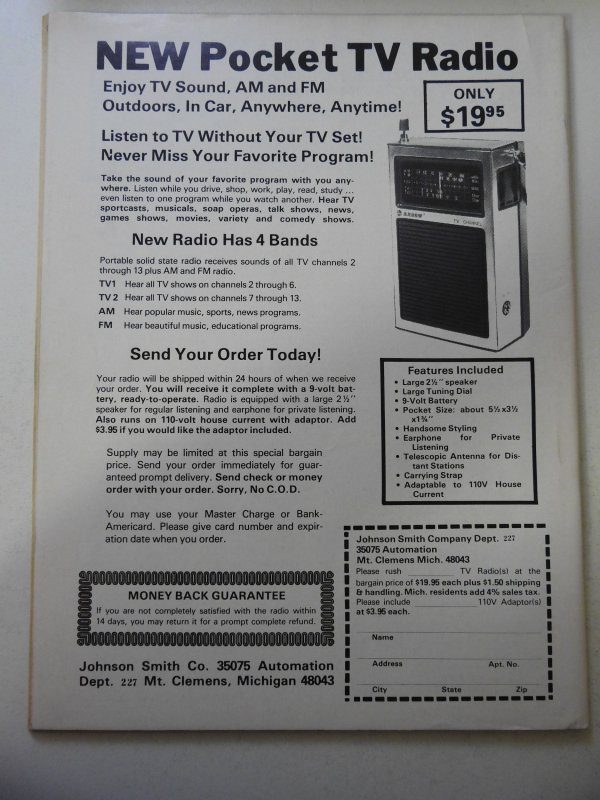 NEW Pocket TV Radio
Enjoy TV Sound, AM and FM
Outdoors, In Car, Anywhere, Anytime!
ONLY
$19⁹⁵
Listen to TV Without Your TV Set!
Never Miss Your Favorite Program!
Take the sound of your favorite program with you any-
where. Listen while you drive, shop, work, play, read, study ...
even listen to one program while you watch another. Hear TV
sportcasts, musicals, soap operas, talk shows, news,
games shows, movies, variety and comedy shows.
ARROW
TV CHANNEL
New Radio Has 4 Bands
Portable solid state radio receives sounds of all TV channels 2
through 13 plus AM and FM radio.
TV1 Hear all TV shows on channels 2 through 6.
TV2 Hear all TV shows on channels 7 through 13.
AM Hear popular music, sports, news programs.
FM Hear beautiful music, educational programs.
Send Your Order Today!
Your radio will be shipped within 24 hours of when we receive
your order. You will receive it complete with a 9-volt bat-
tery, ready-to-operate. Radio is equipped with a large 2½"
speaker for regular listening and earphone for private listening.
Also runs on 110-volt house current with adaptor. Add
$3.95 if you would like the adaptor included.
Supply may be limited at this special bargain
price. Send your order immediately for guar-
anteed prompt delivery. Send check or money
order with your order. Sorry, No C.O.D.
You may use your Master Charge or Bank-
Americard. Please give card number and expir-
ation date when you order.
MONEY BACK GUARANTEE
If you are not completely satisfied with the radio within
14 days, you may return it for a prompt complete refund.
Johnson Smith Co. 35075 Automation
Dept. 227 Mt. Clemens, Michigan 48043
Features Included
• Large 2½" speaker
• Large Tuning Dial
• 9-Volt Battery
• Pocket Size: about 5½x3½
x1¾"
• Handsome Styling
• Earphone for Private
Listening
• Telescopic Antenna for Dis-
tant Stations
• Carrying Strap
• Adaptable to 110V House
Current
Johnson Smith Company Dept. 227
35075 Automation
Mt. Clemens Mich. 48043
Please rush TV Radio(s) at the
bargain price of $19.95 each plus $1.50 shipping
& handling. Mich. residents add 4% sales tax.
Please include 110V Adaptor(s)
at $3.95 each.
Name
Address Apt. No.
City State Zip